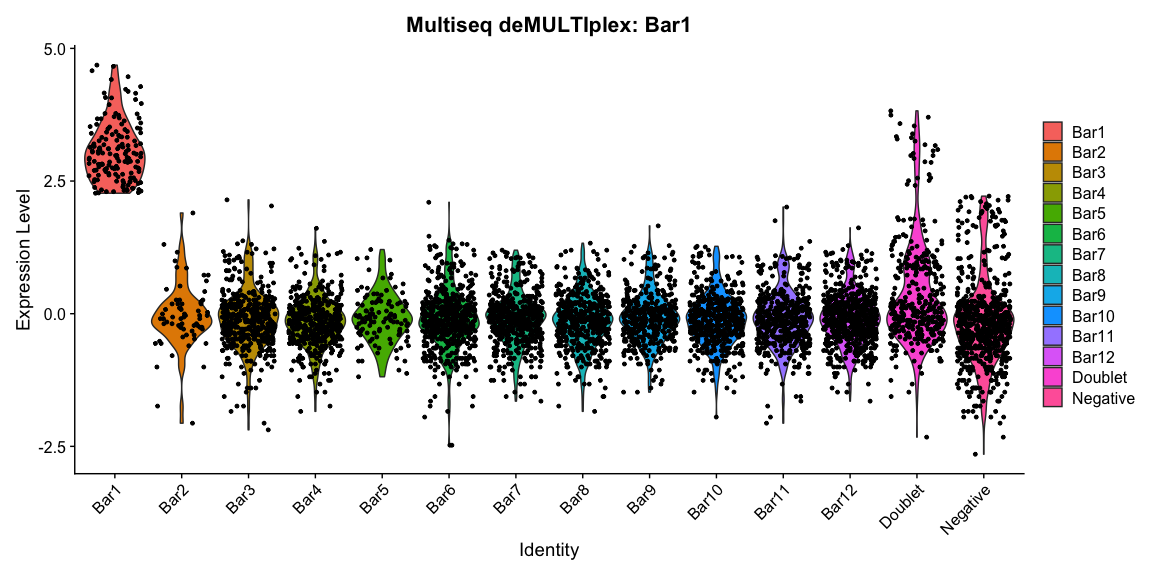 Multiseq deMULTIplex: Bar1
Expression Level
5.0
2.5
0.0
-2.5
Bar1
Bar2
Bar3
Bar4
Bar5
Bar6
Bar7
Bar8
Bar9
Bar10
Bar11
Bar12
Doublet
Negative
Identity
Bar1
Bar2
Bar3
Bar4
Bar5
Bar6
Bar7
Bar8
Bar9
Bar10
Bar11
Bar12
Doublet
Negative